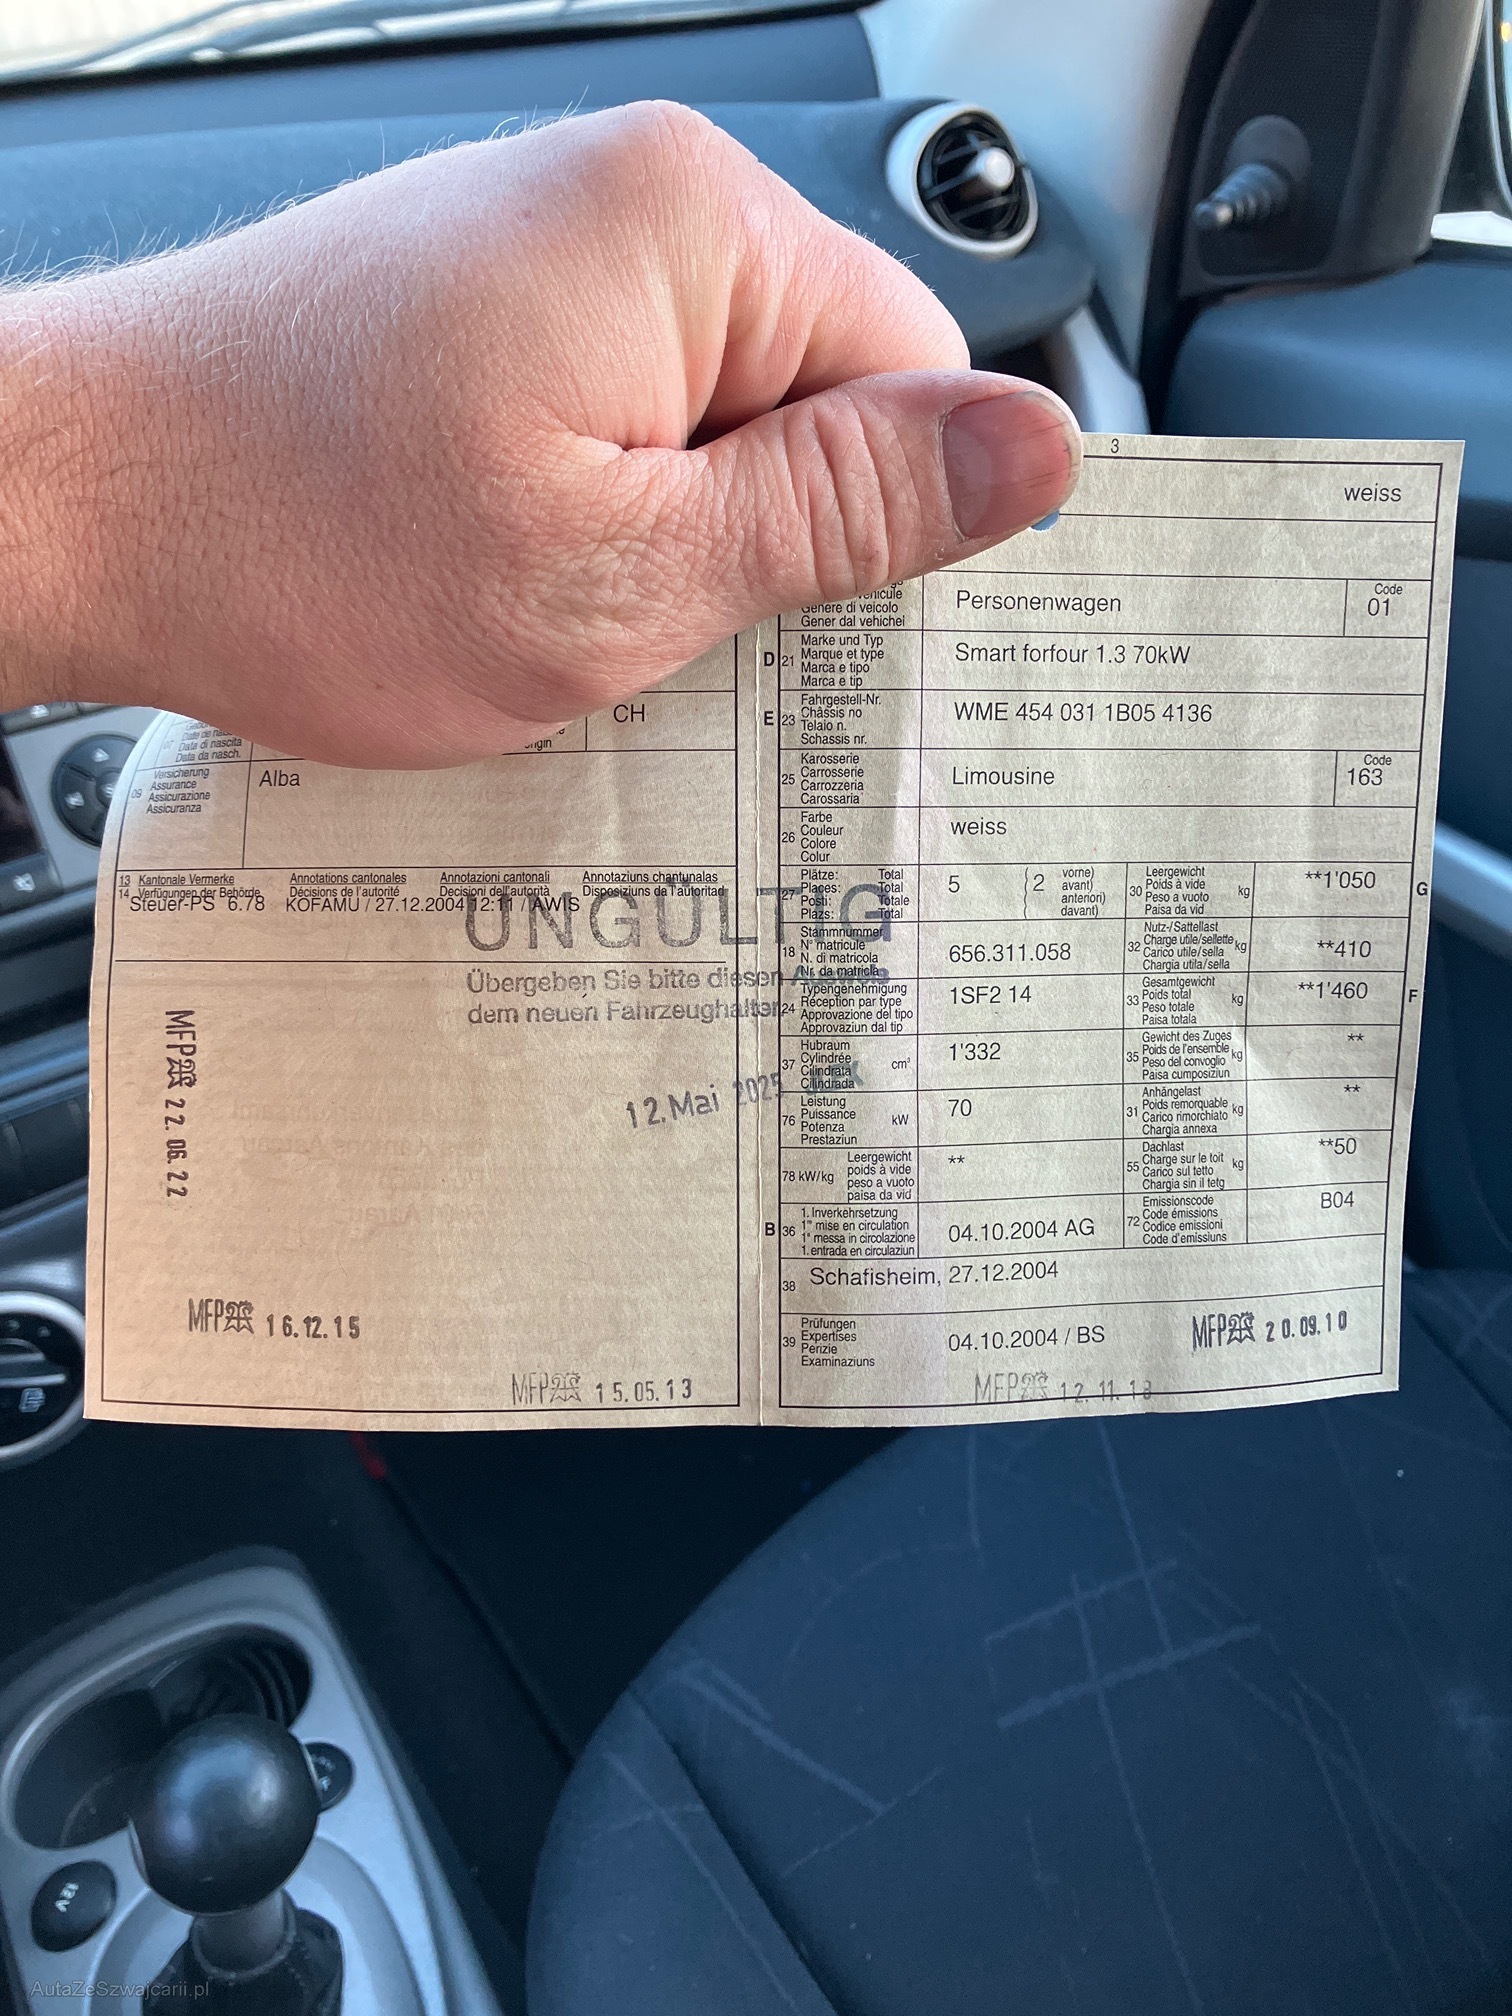 3
weiss
Genere di veicolo
Gener dal vehichel
Personenwagen
Code
01
D 21 Marke und Typ
Marque et type
Marca e tipo
Marca e tip
Smart forfour 1.3 70kW
E 23 Fahrgestell-Nr.
Châssis no
Telaio n.
Schassis nr.
WME 454 031 1B05 4136
25 Karosserie
Carrosserie
Carrozzeria
Carossaria
Limousine
Code
163
26 Farbe
Couleur
Colore
Colur
weiss
27 Plätze: Total
Places: Total
Posti: Totale
Plazs: Total
5 (2 vorne)
avant)
anteriori)
davant)
30 Leergewicht
Poids à vide
Peso a vuoto
Paisa da vid
kg
**1'050
G
18 Stammnummer
N° matricule
N. di matricola
Nr. da matricla
656.311.058
32 Nutz-/Sattellast
Charge utile/sellette
Carico utile/sella
Chargia utila/sella
kg
**410
24 Typengenehmigung
Réception par type
Approvazione del tipo
Approvaziun dal tip
1SF2 14
33 Gesamtgewicht
Poids total
Peso totale
Paisa totala
kg
**1'460
F
37 Hubraum
Cylindrée
Cilindrata
Cilindrada
cm³
1'332
35 Gewicht des Zuges
Poids de l'ensemble
Peso del convoglio
Paisa cumposiziun
kg
**
76 Leistung
Puissance
Potenza
Prestaziun
kW
70
31 Anhängelast
Poids remorquable
Carico rimorchiato
Chargia annexa
kg
**
78 kW/kg Leergewicht
poids à vide
peso a vuoto
paisa da vid
**
55 Dachlast
Charge sur le toit
Carico sul tetto
Chargia sin il tetg
kg
**50
B 36 1. Inverkehrsetzung
1re mise en circulation
1a messa in circolazione
1. entrada en circulaziun
04.10.2004 AG
72 Emissionscode
Code émissions
Codice emissioni
Code d'emissiuns
B04
38 Schafisheim, 27.12.2004
39 Prüfungen
Expertises
Perizie
Examinaziuns
04.10.2004 / BS
MFP 20.09.10
MFP 12.11.18
CH
07 Data di nascita
Data da nasch.
09 Versicherung
Assurance
Assicurazione
Assicuranza
Alba
13 Kantonale Vermerke Annotations cantonales Annotazioni cantonali Annotaziuns chantunalas
14 Verfügungen der Behörde Décisions de l'autorité Decisioni dell'autorità Disposiziuns da l'autoritad
Steuer-PS 6.78 KOFAMU / 27.12.2004 12:11 / AWIS
UNGÜLTIG
Übergeben Sie bitte diesen Ausweis
dem neuen Fahrzeughalter
12. Mai 2025
MFP 22.06.22
MFP 16.12.15
MFP 15.05.13
12V
AutaZeSzwajcarii.pl